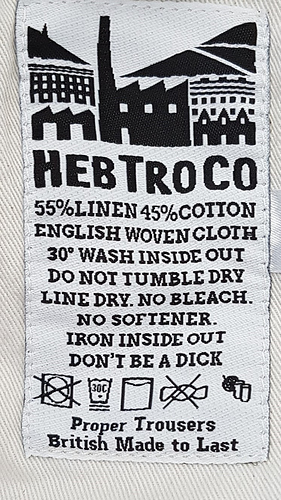 HEBTROCO
55%LINEN 45%COTTON
ENGLISH WOVEN CLOTH
30° WASH INSIDE OUT
DO NOT TUMBLE DRY
LINE DRY. NO BLEACH.
NO SOFTENER.
IRON INSIDE OUT
DON'T BE A DICK
30C
Proper Trousers
British Made to Last